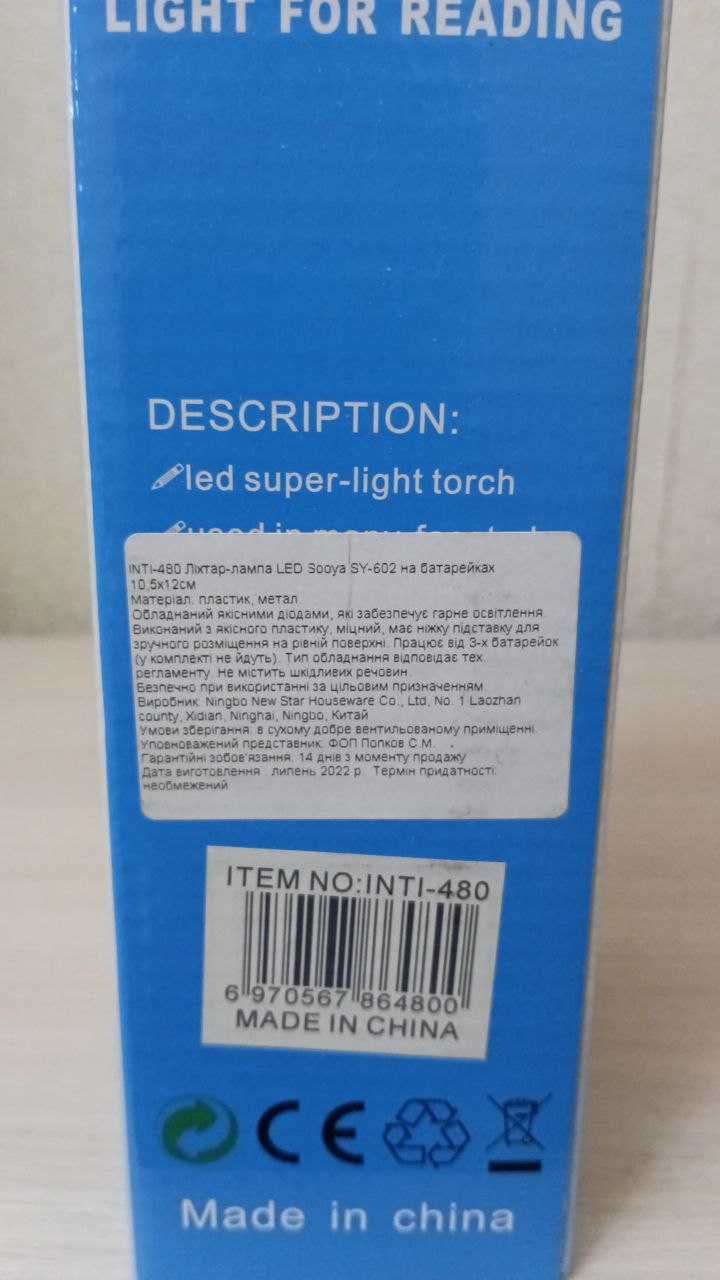 LIGHT FOR READING
DESCRIPTION:
led super-light torch
used in many
INTI-480 Ліхтар-лампа LED Sooya SY-602 на батарейках
10,5х12см
Матеріал: пластик, метал.
Обладнаний якісними діодами, які забезпечує гарне освітлення.
Виконаний з якісного пластику, міцний, має ніжку підставку для
зручного розміщення на рівній поверхні. Працює від 3-х батарейок
(у комплекті не йдуть). Тип обладнання відповідає тех.
регламенту. Не містить шкідливих речовин.
Безпечно при використанні за цільовим призначенням.
Виробник: Ningbo New Star Houseware Co., Ltd, No. 1 Laozhan
county, Xidian, Ninghai, Ningbo, Китай
Умови зберігання: в сухому добре вентильованому приміщенні.
Уповноважений представник: ФОП Попков С.М.
Гарантійні зобов'язання: 14 днів з моменту продажу
Дата виготовлення : липень 2022 р. Термін придатності:
необмежений
ITEM NO:INTI-480
6 970567 864800
MADE IN CHINA
CE
Made in china